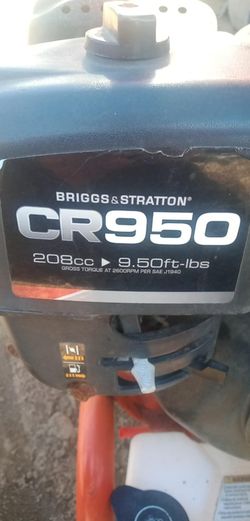 BRIGGS&STRATTON®
CR950
208cc ▶ 9.50ft-lbs
GROSS TORQUE AT 2600RPM PER SAE J1940